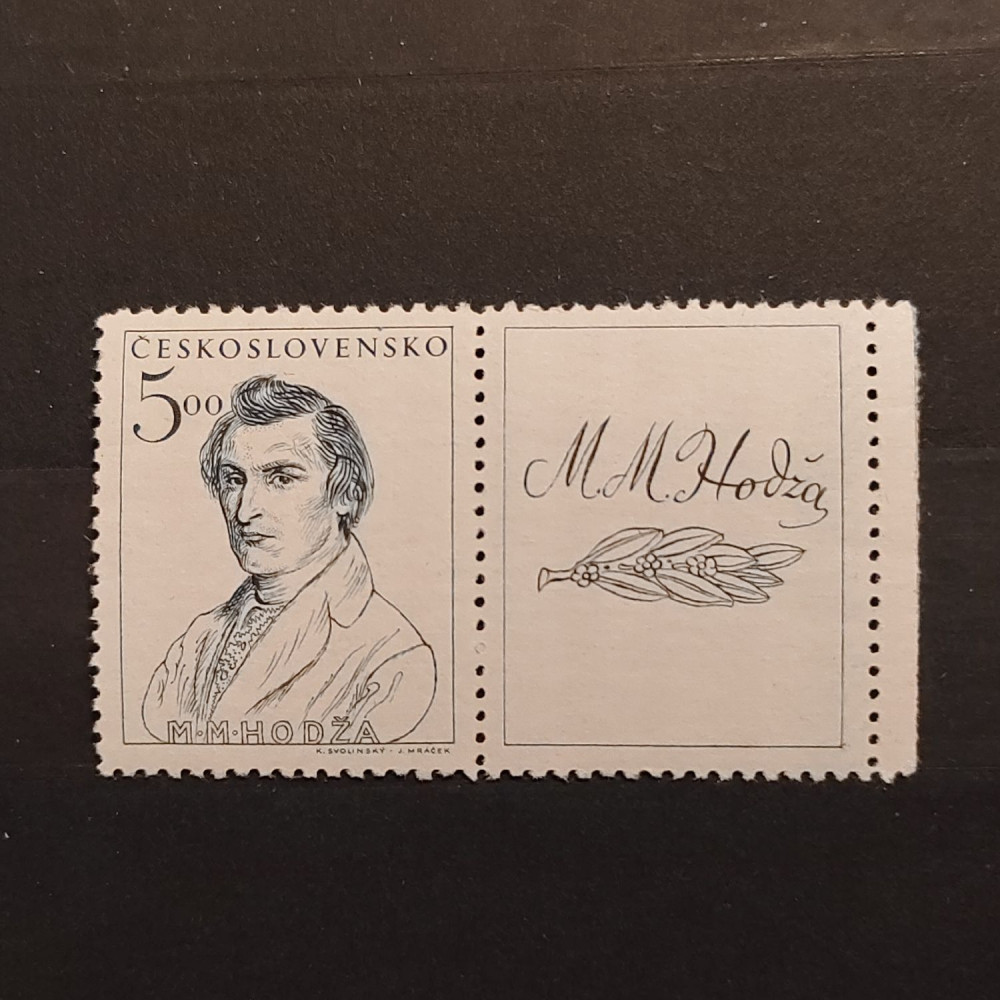 ČESKOSLOVENSKO
500
M·M·HODŽA
K. SVOLINSKÝ - J. MRÁČEK
M. M. Hodža